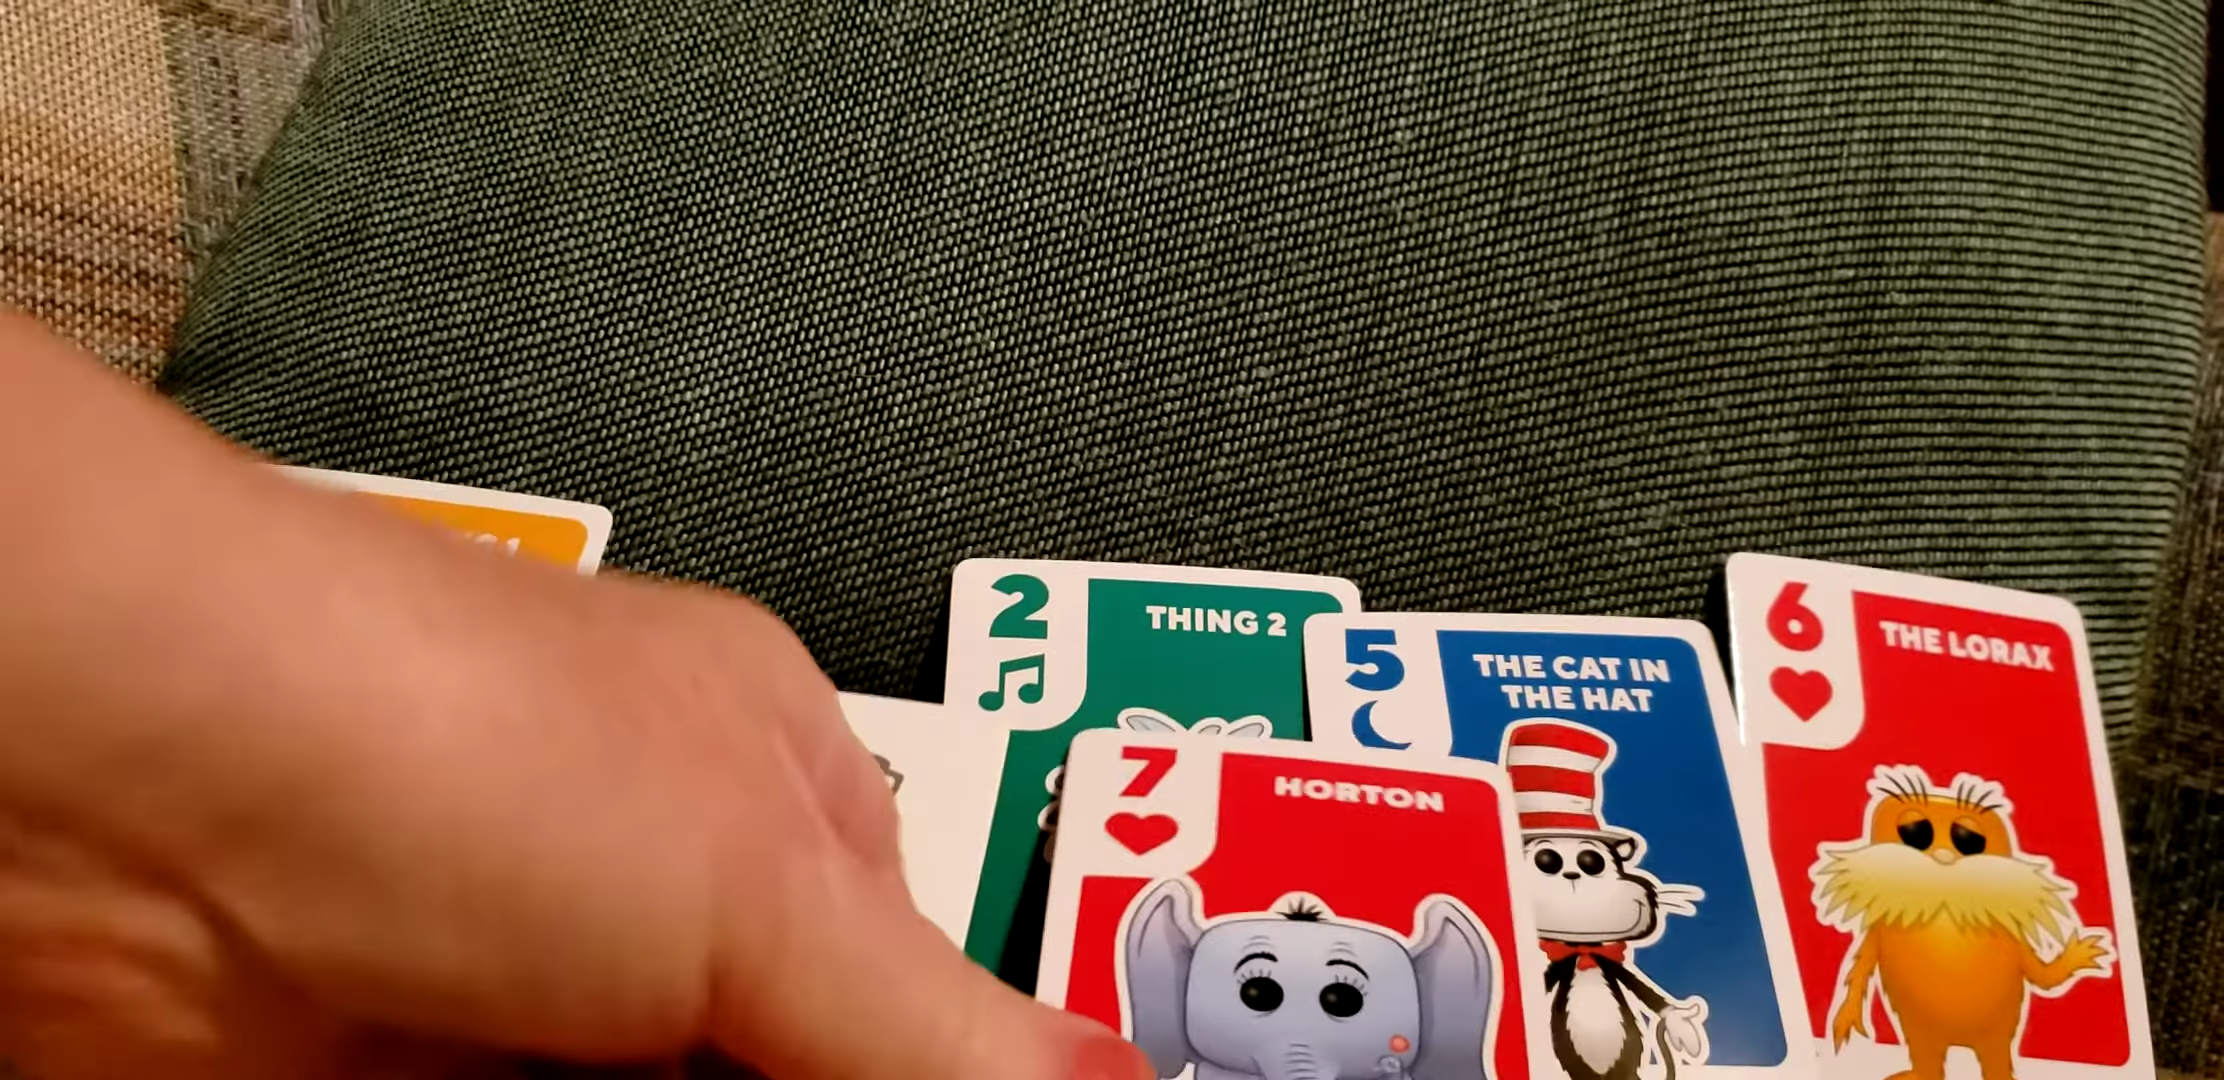 2
THING 2
5
THE CAT IN
THE HAT
6
THE LORAX
7
HORTON